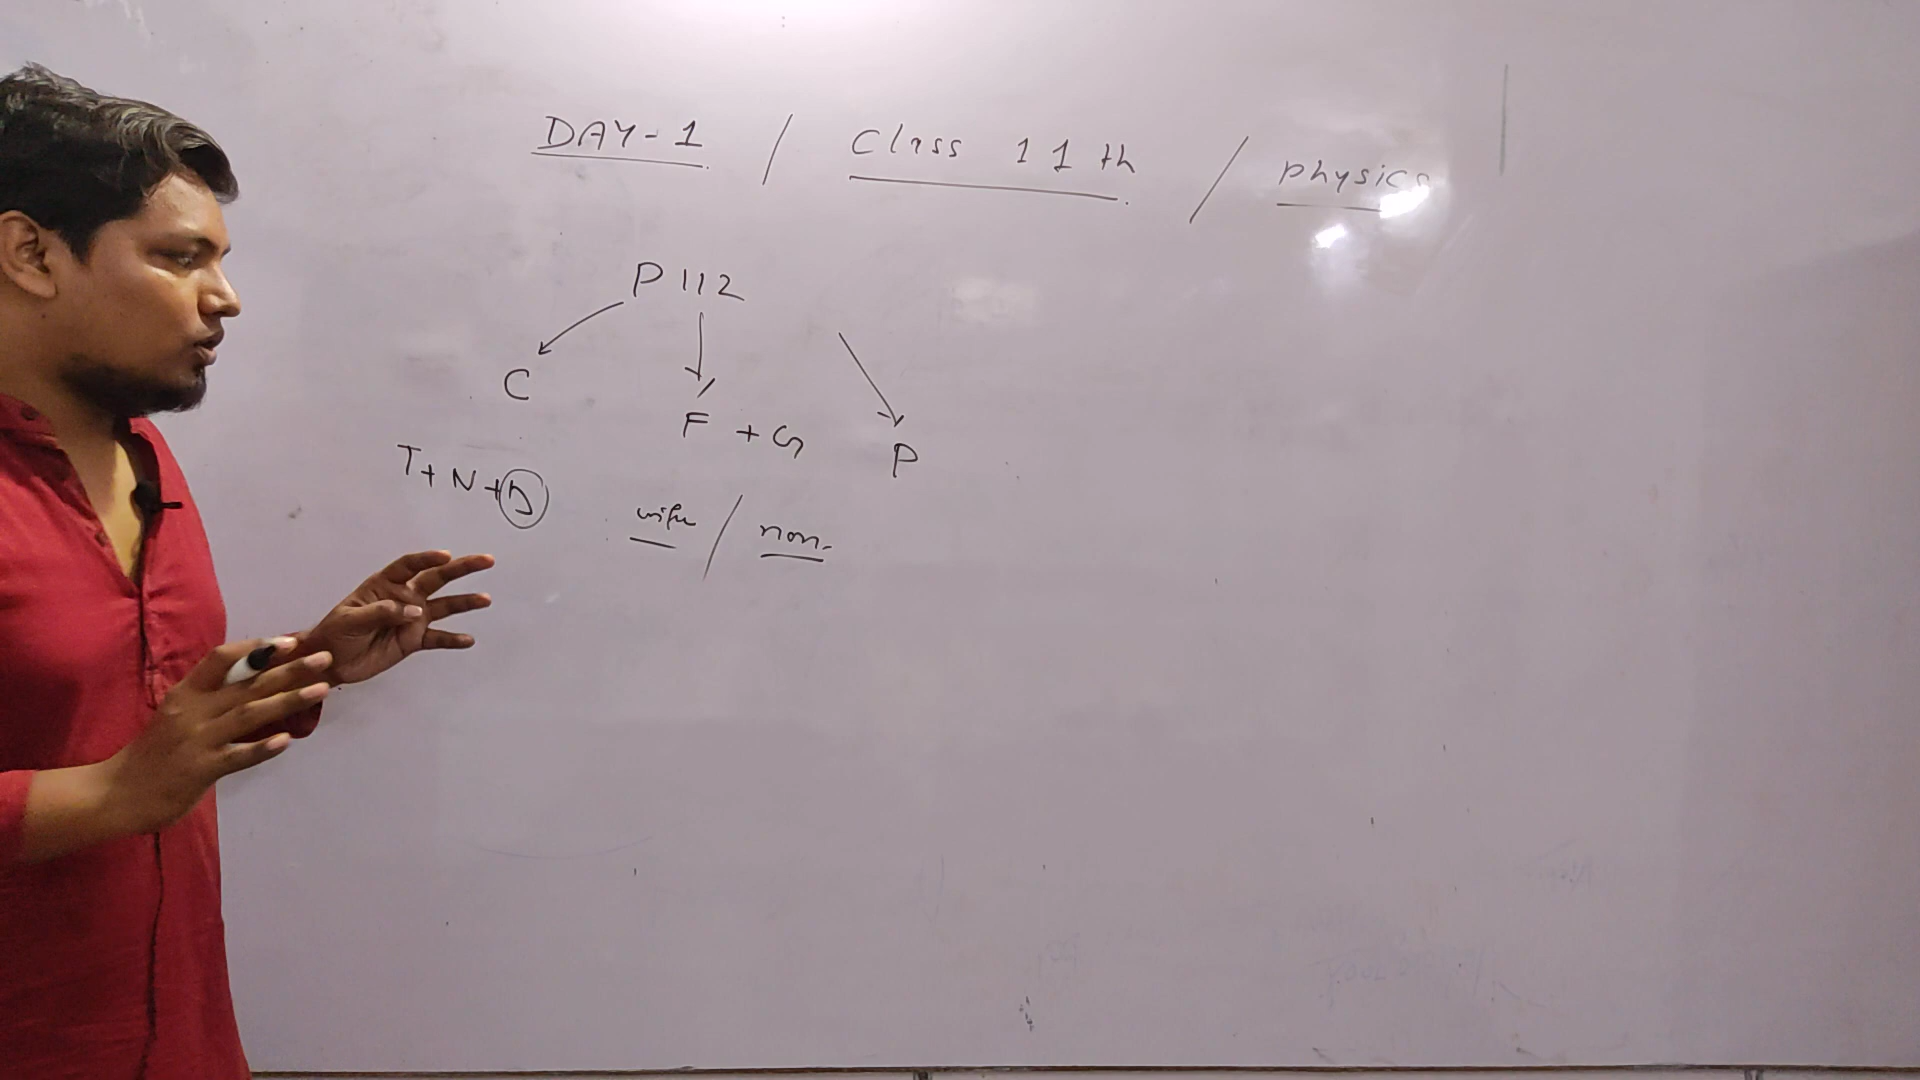 DAY-1 / Class 11th / physics
P112
C
F + G
P
T+ N + D
wife / non-